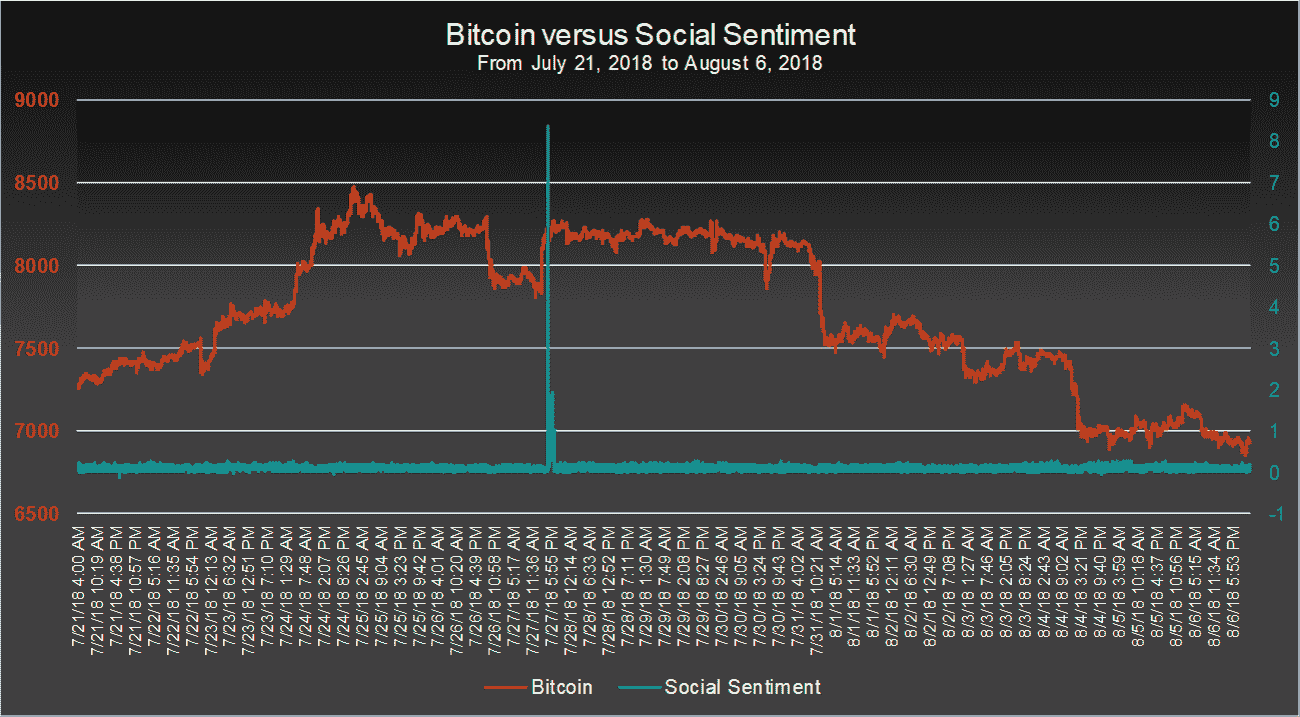 Bitcoin versus Social Sentiment
From July 21, 2018 to August 6, 2018
9000
8500
8000
7500
7000
6500
9
8
7
6
5
4
3
2
1
0
-1
7/21/18 4:00 AM
7/21/18 10:19 AM
7/21/18 4:38 PM
7/21/18 10:57 PM
7/22/18 5:16 AM
7/22/18 11:35 AM
7/22/18 5:54 PM
7/23/18 12:13 AM
7/23/18 6:32 AM
7/23/18 12:51 PM
7/23/18 7:10 PM
7/24/18 1:29 AM
7/24/18 7:48 AM
7/24/18 2:07 PM
7/24/18 8:26 PM
7/25/18 2:45 AM
7/25/18 9:04 AM
7/25/18 3:23 PM
7/25/18 9:42 PM
7/26/18 4:01 AM
7/26/18 10:20 AM
7/26/18 4:39 PM
7/26/18 10:58 PM
7/27/18 5:17 AM
7/27/18 11:36 AM
7/27/18 5:55 PM
7/28/18 12:14 AM
7/28/18 6:33 AM
7/28/18 12:52 PM
7/28/18 7:11 PM
7/29/18 1:30 AM
7/29/18 7:49 AM
7/29/18 2:08 PM
7/29/18 8:27 PM
7/30/18 2:46 AM
7/30/18 9:05 AM
7/30/18 3:24 PM
7/30/18 9:43 PM
7/31/18 4:02 AM
7/31/18 10:21 AM
8/1/18 5:14 AM
8/1/18 11:33 AM
8/1/18 5:52 PM
8/2/18 12:11 AM
8/2/18 6:30 AM
8/2/18 12:49 PM
8/2/18 7:08 PM
8/3/18 1:27 AM
8/3/18 7:46 AM
8/3/18 2:05 PM
8/3/18 8:24 PM
8/4/18 2:43 AM
8/4/18 9:02 AM
8/4/18 3:21 PM
8/4/18 9:40 PM
8/5/18 3:59 AM
8/5/18 10:18 AM
8/5/18 4:37 PM
8/5/18 10:56 PM
8/6/18 5:15 AM
8/6/18 11:34 AM
8/6/18 5:53 PM
Bitcoin
Social Sentiment